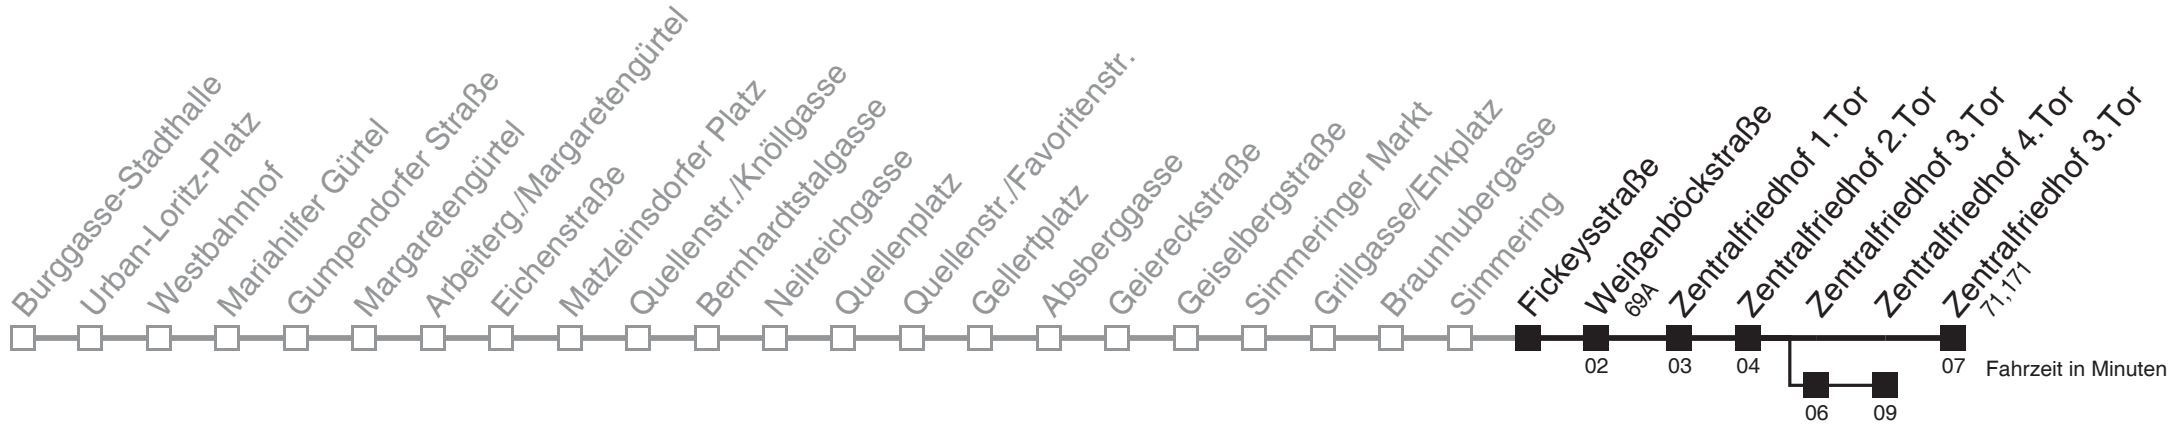 Burggasse-Stadthalle
Urban-Loritz-Platz
Westbahnhof
Mariahilfer Gürtel
Gumpendorfer Straße
Margaretengürtel
Arbeiterg./Margaretengürtel
Eichenstraße
Matzleinsdorfer Platz
Quellenstr./Knöllgasse
Bernhardtstalgasse
Neilreichgasse
Quellenplatz
Quellenstr./Favoritenstr.
Gellertplatz
Absberggasse
Geiereckstraße
Geiselbergstraße
Simmeringer Markt
Grillgasse/Enkplatz
Braunhubergasse
Simmering
Fickeysstraße
Weißenböckstraße
69A
Zentralfriedhof 1.Tor
Zentralfriedhof 2.Tor
Zentralfriedhof 3.Tor
Zentralfriedhof 4.Tor
Zentralfriedhof 3.Tor
71,171
02 03 04 07 Fahrzeit in Minuten
06 09